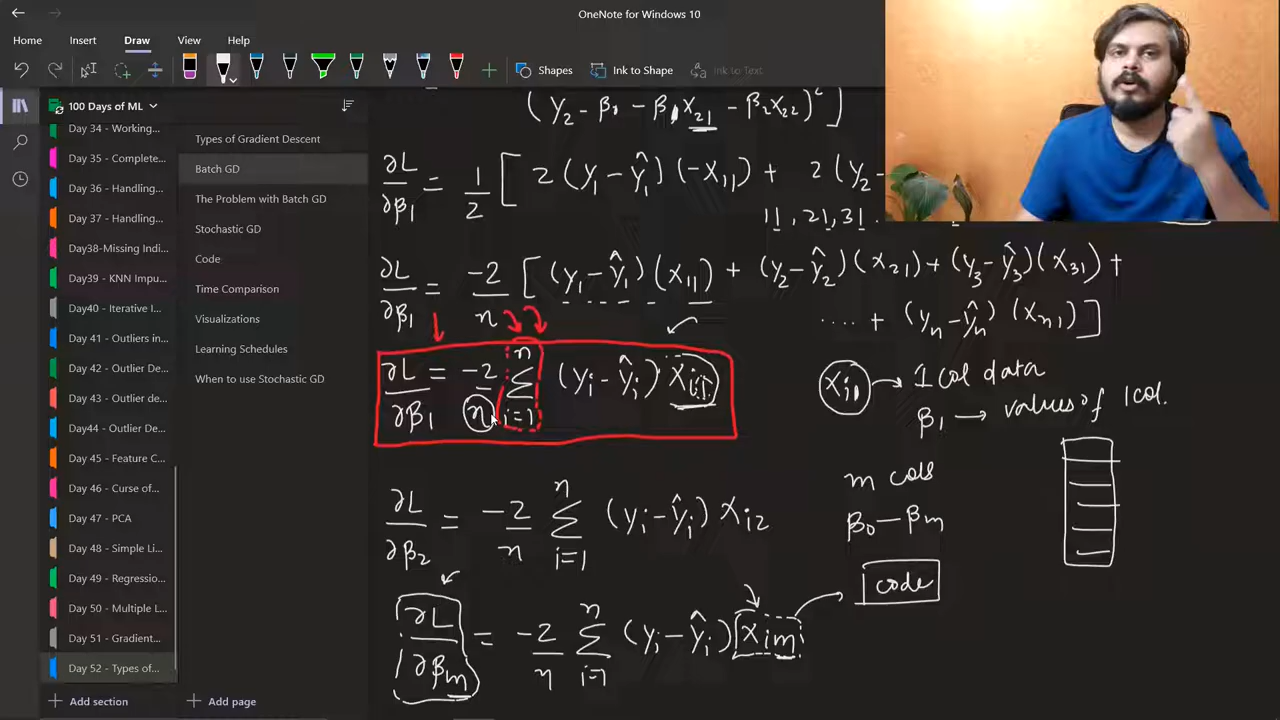 OneNote for Windows 10
Home Insert Draw View Help
Shapes Ink to Shape Ink to Text
100 Days of ML
Day 34 - Working...
Day 35 - Complete...
Day 36 - Handling...
Day 37 - Handling...
Day38-Missing Indi...
Day39 - KNN Impu...
Day40 - Iterative I...
Day 41 - Outliers in...
Day 42 - Outlier De...
Day 43 - Outlier de...
Day44 - Outlier De...
Day 45 - Feature C...
Day 46 - Curse of...
Day 47 - PCA
Day 48 - Simple Li...
Day 49 - Regressio...
Day 50 - Multiple L...
Day 51 - Gradient...
Day 52 - Types of...
Add section
Types of Gradient Descent
Batch GD
The Problem with Batch GD
Stochastic GD
Code
Time Comparison
Visualizations
Learning Schedules
When to use Stochastic GD
Add page
(y₂ - β₀ - β₁X₂₁ - β₂X₂₂)² ]
∂L/∂β₁ = 1/2 [ 2(y₁ - ŷ₁)(-X₁₁) + 2(y₂ -
11, 21, 31.
∂L/∂β₁ = -2/n [ (y₁ - ŷ₁)(X₁₁) + (y₂ - ŷ₂)(X₂₁) + (y₃ - ŷ₃)(X₃₁) +
.... + (yₙ - ŷₙ)(Xₙ₁) ]
∂L/∂β₁ = -2/n Σ n i=1 (yᵢ - ŷᵢ) Xᵢ₁
Xᵢ₁ → 1 col data
β₁ → values of 1 col.
m cols
β₀ - βm
∂L/∂β₂ = -2/n Σ n i=1 (yᵢ - ŷᵢ) Xᵢ₂
code
∂L/∂βm = -2/n Σ n i=1 (yᵢ - ŷᵢ) Xim